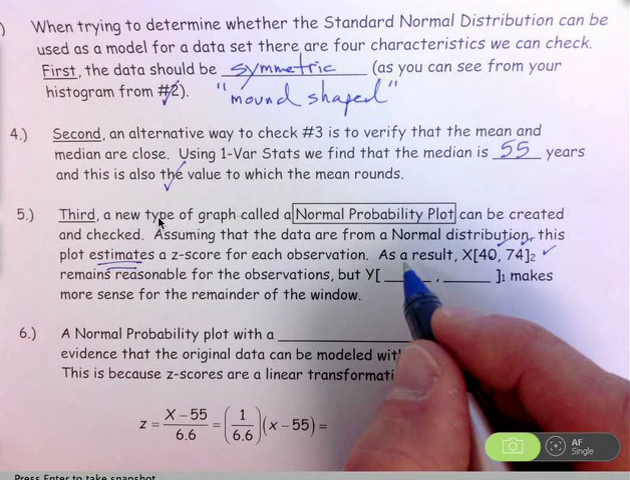 ) When trying to determine whether the Standard Normal Distribution can be
used as a model for a data set there are four characteristics we can check.
First, the data should be symmetric (as you can see from your
histogram from #2). "mound shaped"
4.) Second, an alternative way to check #3 is to verify that the mean and
median are close. Using 1-Var Stats we find that the median is 55 years
and this is also the value to which the mean rounds.
5.) Third, a new type of graph called a Normal Probability Plot can be created
and checked. Assuming that the data are from a Normal distribution, this
plot estimates a z-score for each observation. As a result, X[40, 74]2
remains reasonable for the observations, but Y[ ______ , ______ ]1 makes
more sense for the remainder of the window.
6.) A Normal Probability plot with a ______
evidence that the original data can be modeled
This is because z-scores are a linear
z = X - 55 / 6.6 = (1 / 6.6)(x - 55) =
AF
Single
Press Enter to take snapshot